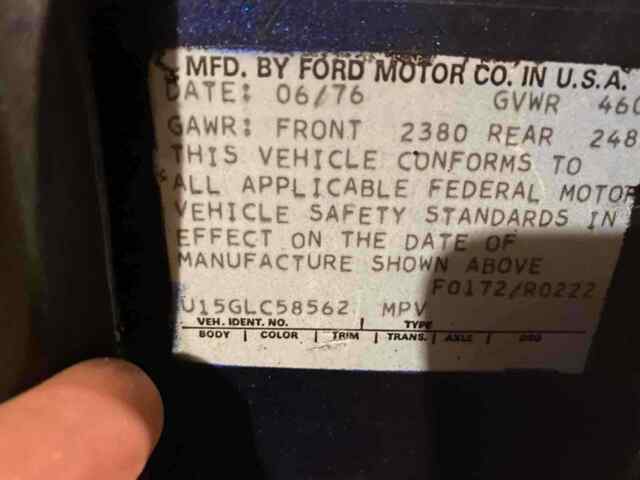 MFD. BY FORD MOTOR CO. IN U.S.A.
DATE: 06/76 GVWR 460
GAWR: FRONT 2380 REAR 248
THIS VEHICLE CONFORMS TO
ALL APPLICABLE FEDERAL MOTOR
VEHICLE SAFETY STANDARDS IN
EFFECT ON THE DATE OF
MANUFACTURE SHOWN ABOVE
F0172/R0222
U15GLC58562 MPV
VEH. IDENT. NO. TYPE
BODY | COLOR | TRIM | TRANS. | AXLE | DSO